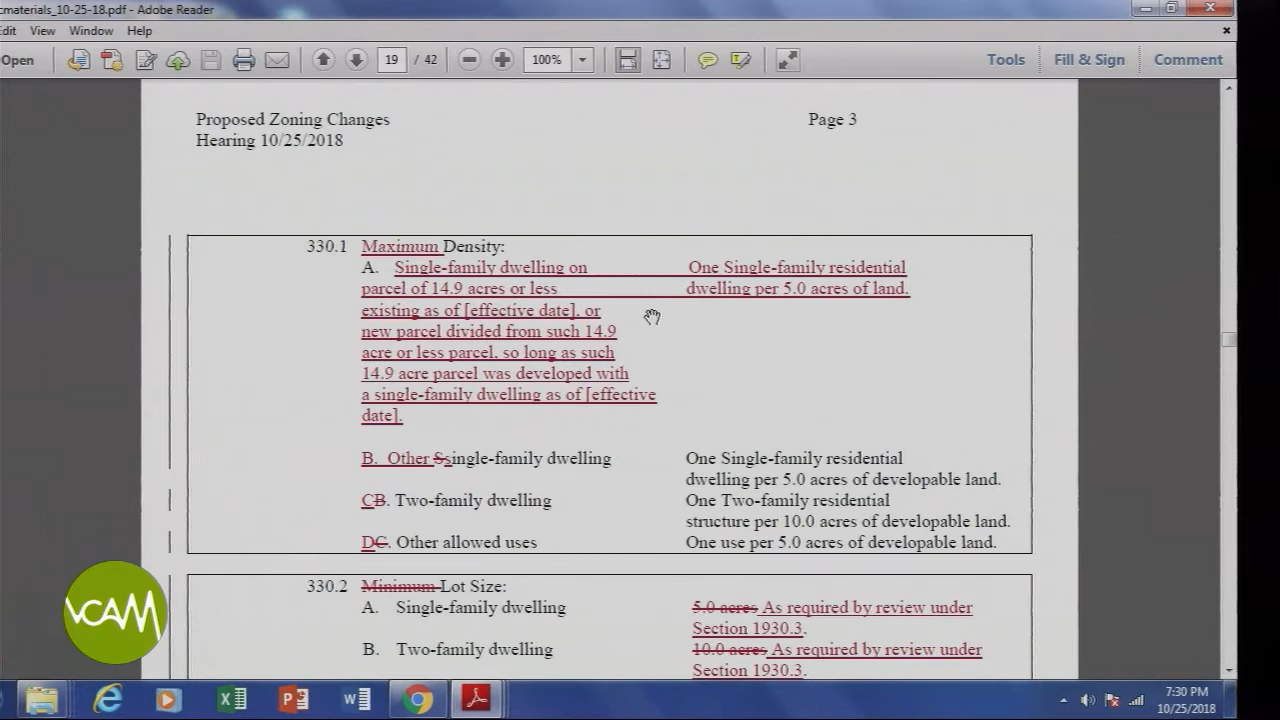 cmaterials_10-25-18.pdf - Adobe Reader
Edit View Window Help
Open 19 / 42 100% Tools Fill & Sign Comment
Proposed Zoning Changes Page 3
Hearing 10/25/2018
330.1 Maximum Density:
A. Single-family dwelling on One Single-family residential
parcel of 14.9 acres or less dwelling per 5.0 acres of land.
existing as of [effective date], or
new parcel divided from such 14.9
acre or less parcel, so long as such
14.9 acre parcel was developed with
a single-family dwelling as of [effective
date].
B. Other Ssingle-family dwelling One Single-family residential
dwelling per 5.0 acres of developable land.
CB. Two-family dwelling One Two-family residential
structure per 10.0 acres of developable land.
DC. Other allowed uses One use per 5.0 acres of developable land.
330.2 Minimum Lot Size:
A. Single-family dwelling 5.0 acres As required by review under
Section 1930.3.
B. Two-family dwelling 10.0 acres As required by review under
Section 1930.3.
VCAM
7:30 PM
10/25/2018